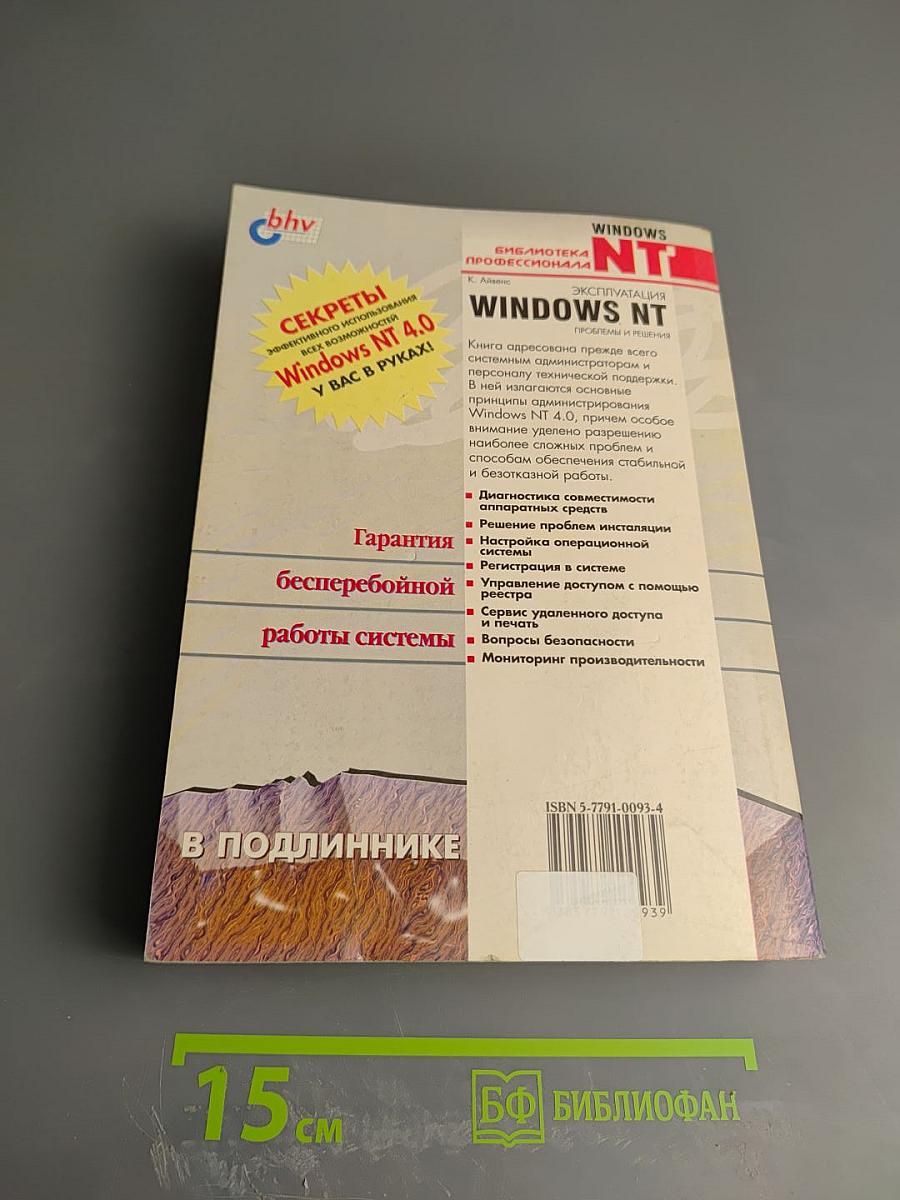 bhv
СЕКРЕТЫ
ЭФФЕКТИВНОГО ИСПОЛЬЗОВАНИЯ
ВСЕХ ВОЗМОЖНОСТЕЙ
Windows NT 4.0
У ВАС В РУКАХ!
Гарантия
бесперебойной
работы системы
В ПОДЛИННИКЕ
WINDOWS
NT
БИБЛИОТЕКА
ПРОФЕССИОНАЛА
К. Айвенс
ЭКСПЛУАТАЦИЯ
WINDOWS NT
ПРОБЛЕМЫ И РЕШЕНИЯ
Книга адресована прежде всего
системным администраторам и
персоналу технической поддержки.
В ней излагаются основные
принципы администрирования
Windows NT 4.0, причем особое
внимание уделено разрешению
наиболее сложных проблем и
способам обеспечения стабильной
и безотказной работы.
Диагностика совместимости
аппаратных средств
Решение проблем инсталяции
Настройка операционной
системы
Регистрация в системе
Управление доступом с помощью
реестра
Сервис удаленного доступа
и печать
Вопросы безопасности
Мониторинг производительности
ISBN 5-7791-0093-4
939
15 см
БФ БИБЛИОФАН